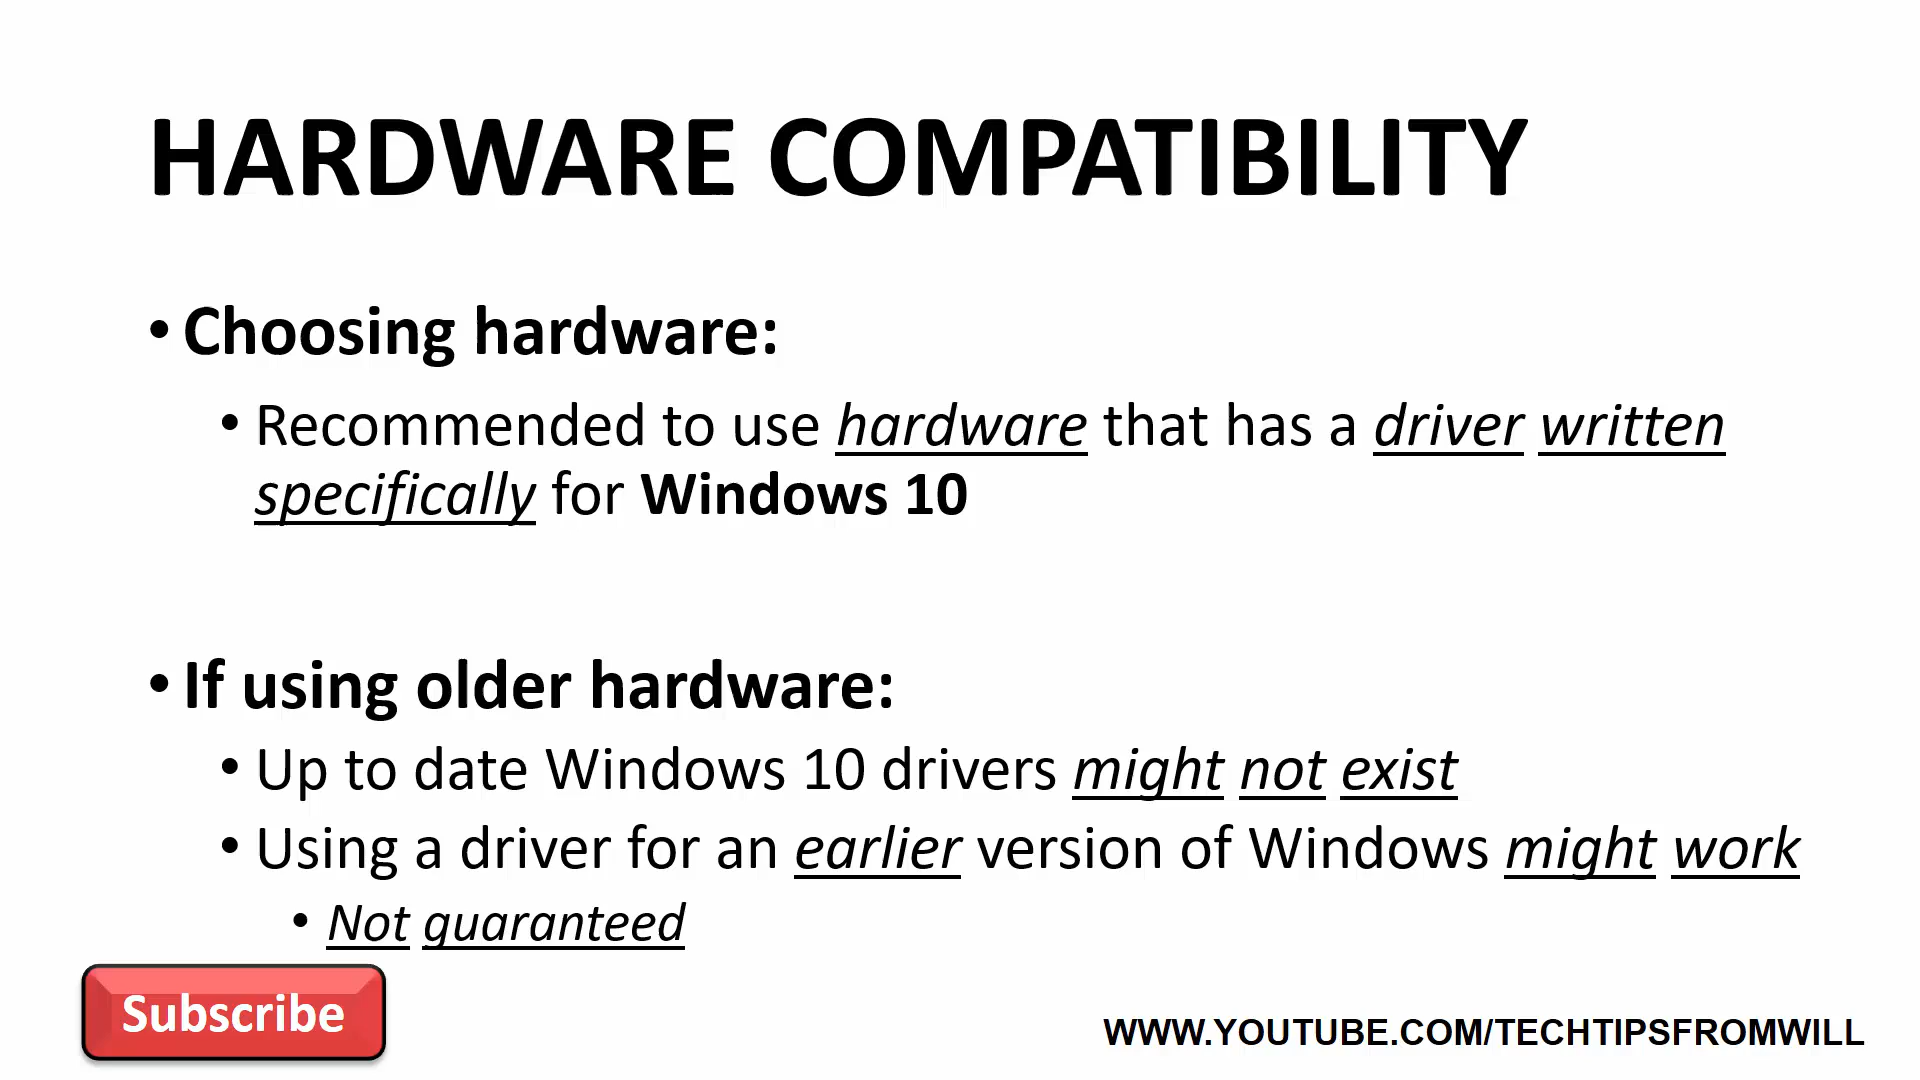 HARDWARE COMPATIBILITY
• Choosing hardware:
• Recommended to use hardware that has a driver written
specifically for Windows 10
• If using older hardware:
• Up to date Windows 10 drivers might not exist
• Using a driver for an earlier version of Windows might work
• Not guaranteed
Subscribe
WWW.YOUTUBE.COM/TECHTIPSFROMWILL